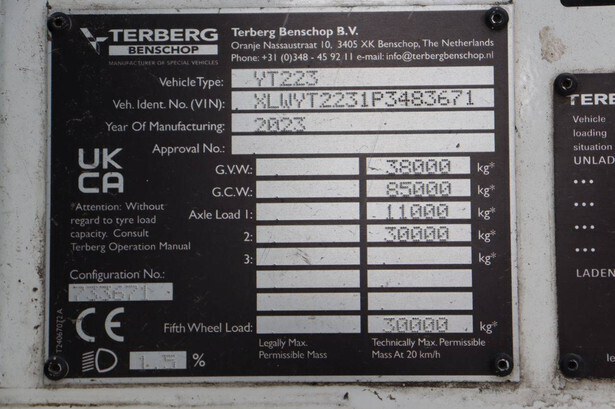 TERBERG
BENSCHOP
MANUFACTURER OF SPECIAL VEHICLES
Terberg Benschop B.V.
Oranje Nassaustraat 10, 3405 XK Benschop, The Netherlands
Phone: +31 (0)348 - 45 92 11 e-mail: info@terbergbenschop.nl
Vehicle Type: YT223
Veh. Ident. No. (VIN): XLWYT2231P3483671
Year Of Manufacturing: 2023
Approval No.:
UK
CA
G.V.W.: 38000 kg*
G.C.W.: 85000 kg*
Axle Load 1: 11000 kg*
2: 30000 kg*
3: kg*
*Attention: Without
regard to tyre load
capacity. Consult
Terberg Operation Manual
Configuration No.:
733671
CE
T24067072 A
Fifth Wheel Load: 30000 kg*
Legally Max.
Permissible Mass
Technically Max. Permissible
Mass At 20 km/h
%
TERB
Vehicle
loading
situation
UNLAD
LADEN